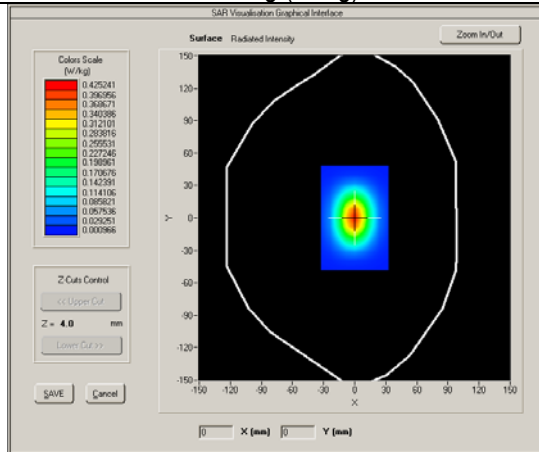 SAR Visualisation Graphical Interface
Surface Radiated Intensity
Zoom In/Out
Colors Scale
(W/kg)
0.425241
0.396956
0.368671
0.340386
0.312101
0.283816
0.255531
0.227246
0.198961
0.170676
0.142391
0.114106
0.085821
0.057536
0.029251
0.000966
150
120
90
60
30
0
-30
-60
-90
-120
-150
Y
-150 -120 -90 -60 -30 0 30 60 90 120 150
X
Z-Cuts Control
<< Upper Cut
Z = 4.0 mm
Lower Cut >>
SAVE Cancel
0 X (mm) 0 Y (mm)